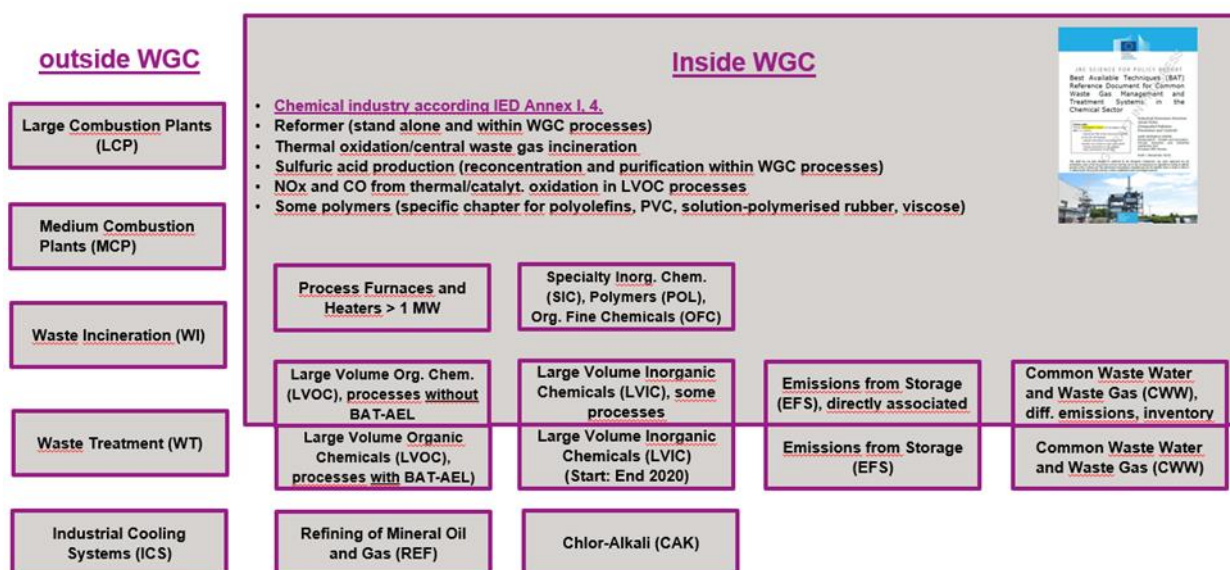 outside WGC
Large Combustion Plants
(LCP)
Medium Combustion
Plants (MCP)
Waste Incineration (WI)
Waste Treatment (WT)
Industrial Cooling
Systems (ICS)
Inside WGC
• Chemical industry according IED Annex I, 4.
• Reformer (stand alone and within WGC processes)
• Thermal oxidation/central waste gas incineration
• Sulfuric acid production (reconcentration and purification within WGC processes)
• NOx and CO from thermal/catalyt. oxidation in LVOC processes
• Some polymers (specific chapter for polyolefins, PVC, solution-polymerised rubber, viscose)
JRC SCIENCE FOR POLICY REPORT
Best Available Techniques (BAT)
Reference Document for Common
Waste Gas Management and
Treatment Systems in the
Chemical Sector
Process Furnaces and
Heaters > 1 MW
Specialty Inorg. Chem.
(SIC), Polymers (POL),
Org. Fine Chemicals (OFC)
Large Volume Org. Chem.
(LVOC), processes without
BAT-AEL
Large Volume Inorganic
Chemicals (LVIC), some
processes
Emissions from Storage
(EFS), directly associated
Common Waste Water
and Waste Gas (CWW),
diff. emissions, inventory
Large Volume Organic
Chemicals (LVOC),
processes with BAT-AEL)
Large Volume Inorganic
Chemicals (LVIC)
(Start: End 2020)
Emissions from Storage
(EFS)
Common Waste Water
and Waste Gas (CWW)
Refining of Mineral Oil
and Gas (REF)
Chlor-Alkali (CAK)